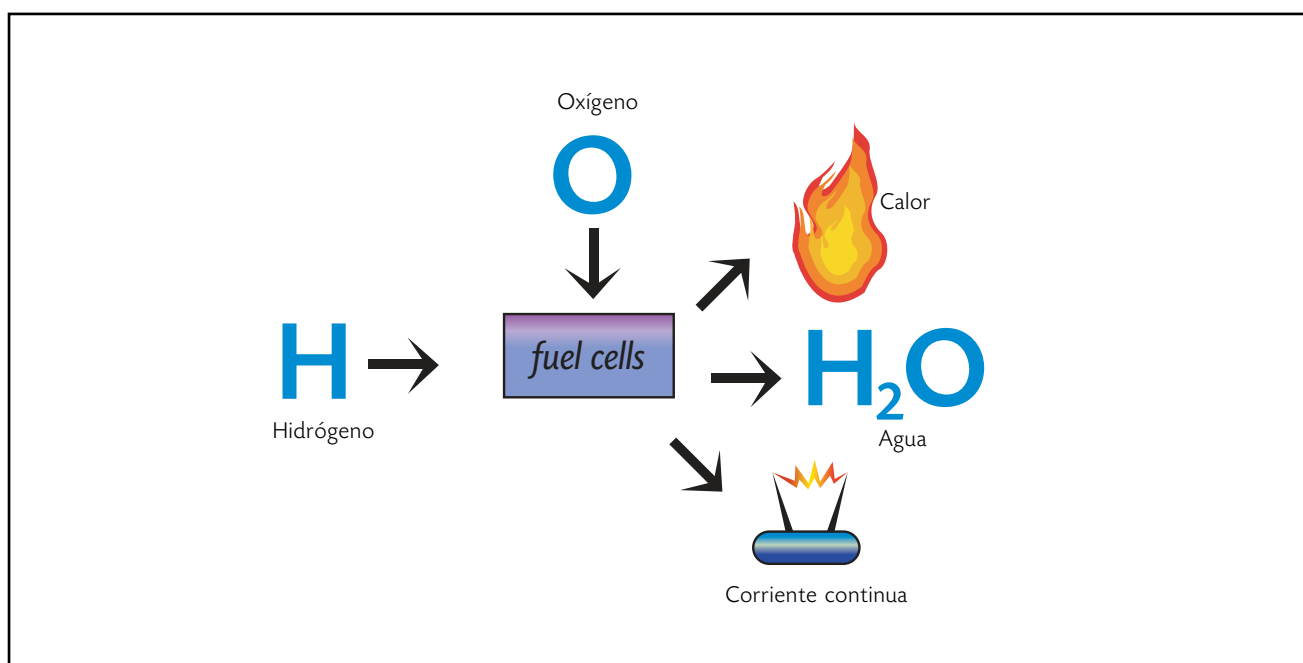 Oxígeno
O
Calor
H
fuel cells
H₂O
Hidrógeno
Agua
Corriente continua